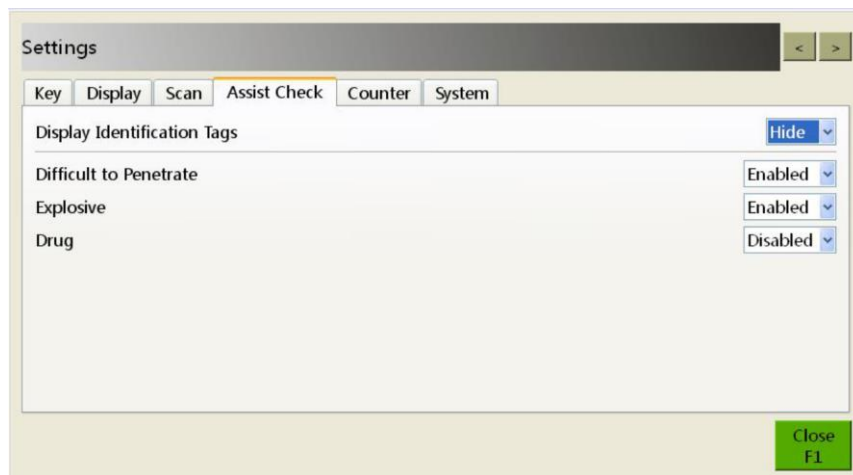 Settings < >
Key Display Scan Assist Check Counter System
Display Identification Tags Hide
Difficult to Penetrate Enabled
Explosive Enabled
Drug Disabled
Close
F1